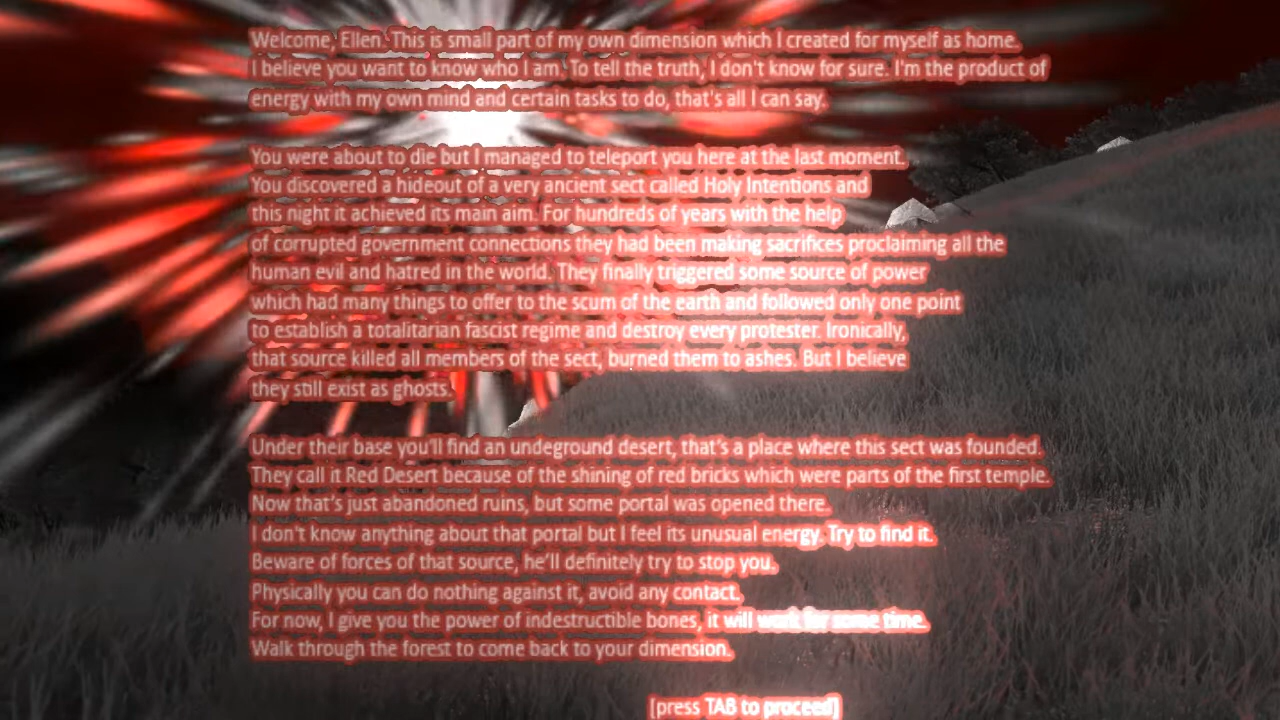 Welcome, Ellen. This is small part of my own dimension which I created for myself as home.
I believe you want to know who I am. To tell the truth, I don't know for sure. I'm the product of
energy with my own mind and certain tasks to do, that's all I can say.
You were about to die but I managed to teleport you here at the last moment.
You discovered a hideout of a very ancient sect called Holy Intentions and
this night it achieved its main aim. For hundreds of years with the help
of corrupted government connections they had been making sacrifices proclaiming all the
human evil and hatred in the world. They finally triggered some source of power
which had many things to offer to the scum of the earth and followed only one point
to establish a totalitarian fascist regime and destroy every protester. Ironically,
that source killed all members of the sect, burned them to ashes. But I believe
they still exist as ghosts.
Under their base you'll find an undeground desert, that's a place where this sect was founded.
They call it Red Desert because of the shining of red bricks which were parts of the first temple.
Now that's just abandoned ruins, but some portal was opened there.
I don't know anything about that portal but I feel its unusual energy. Try to find it.
Beware of forces of that source, he'll definitely try to stop you.
Physically you can do nothing against it, avoid any contact.
For now, I give you the power of indestructible bones, it will work for some time.
Walk through the forest to come back to your dimension.
[press TAB to proceed]